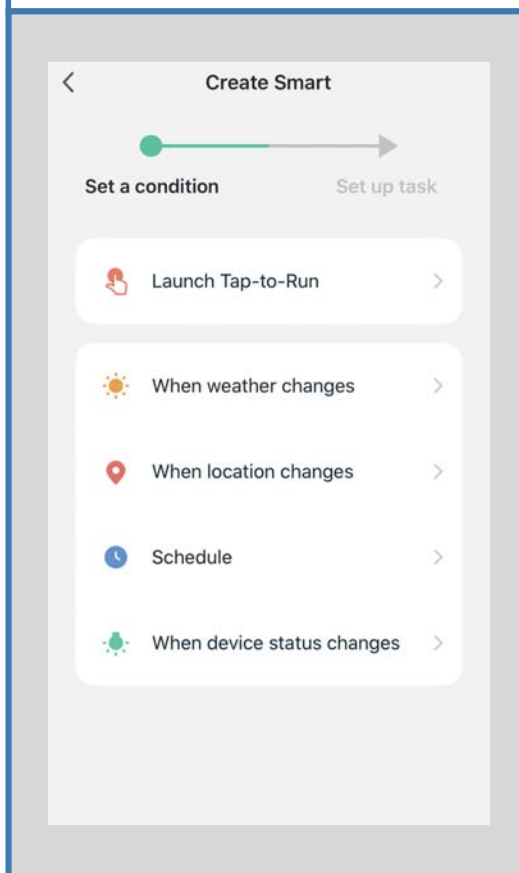 Create Smart
Set a condition Set up task
Launch Tap-to-Run
When weather changes
When location changes
Schedule
When device status changes